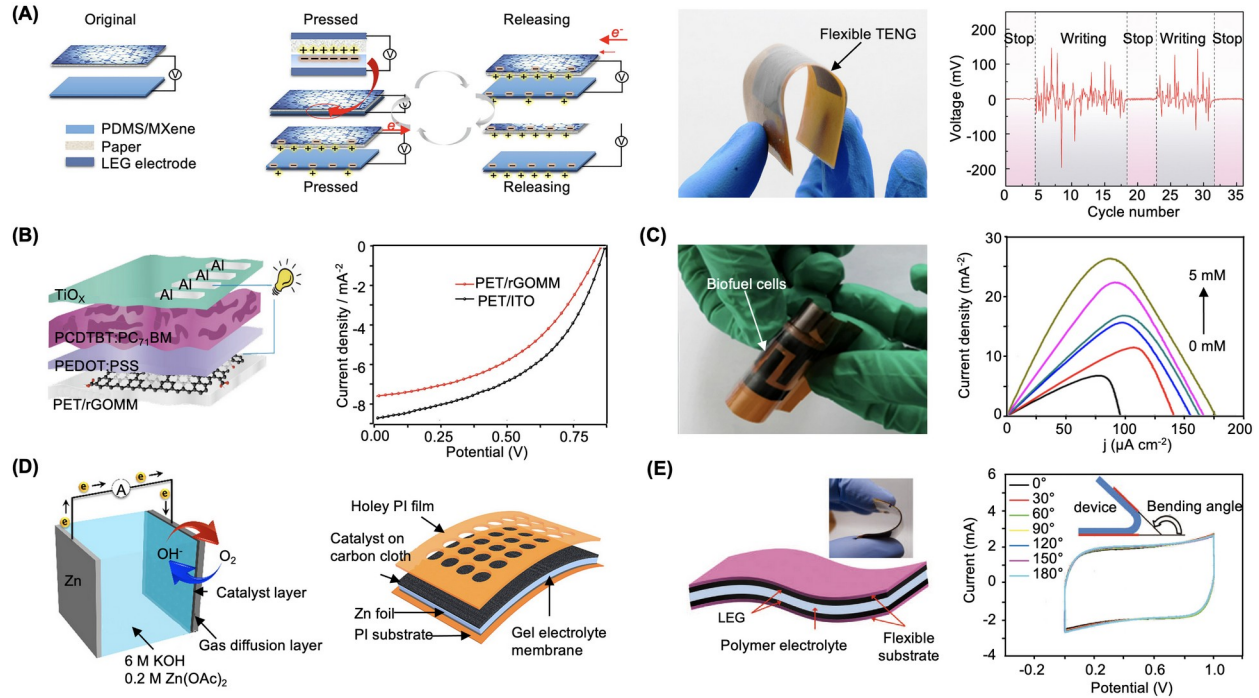 (A)
Original
V
PDMS/MXene
Paper
LEG electrode
Pressed
V
V
e-
V
Pressed
Releasing
e-
V
V
Releasing
Flexible TENG
Stop Writing Stop Writing Stop
Voltage (mV)
200
100
0
-100
-200
0 5 10 15 20 25 30 35
Cycle number
(B)
Al
Al
Al
Al
TiOX
PCDTBT:PC71BM
PEDOT:PSS
PET/rGOMM
Current density / mA-2
0
-2
-4
-6
-8
PET/rGOMM
PET/ITO
0.00 0.25 0.50 0.75
Potential (V)
(C)
Biofuel cells
Current density (mA-2)
30
20
10
0
5 mM
0 mM
0 25 50 75 100 125 150 200
j (µA cm-2)
(D)
e e A e
e e
Zn
OH-
O2
Catalyst layer
Gas diffusion layer
6 M KOH
0.2 M Zn(OAc)2
Holey PI film
Catalyst on
carbon cloth
Zn foil
PI substrate
Gel electrolyte
membrane
(E)
LEG
Polymer electrolyte
Flexible
substrate
Current (mA)
6
4
2
0
-2
-4
0°
30°
60°
90°
120°
150°
180°
device
Bending angle
-0.2 0.2 0.6 1.0
Potential (V)